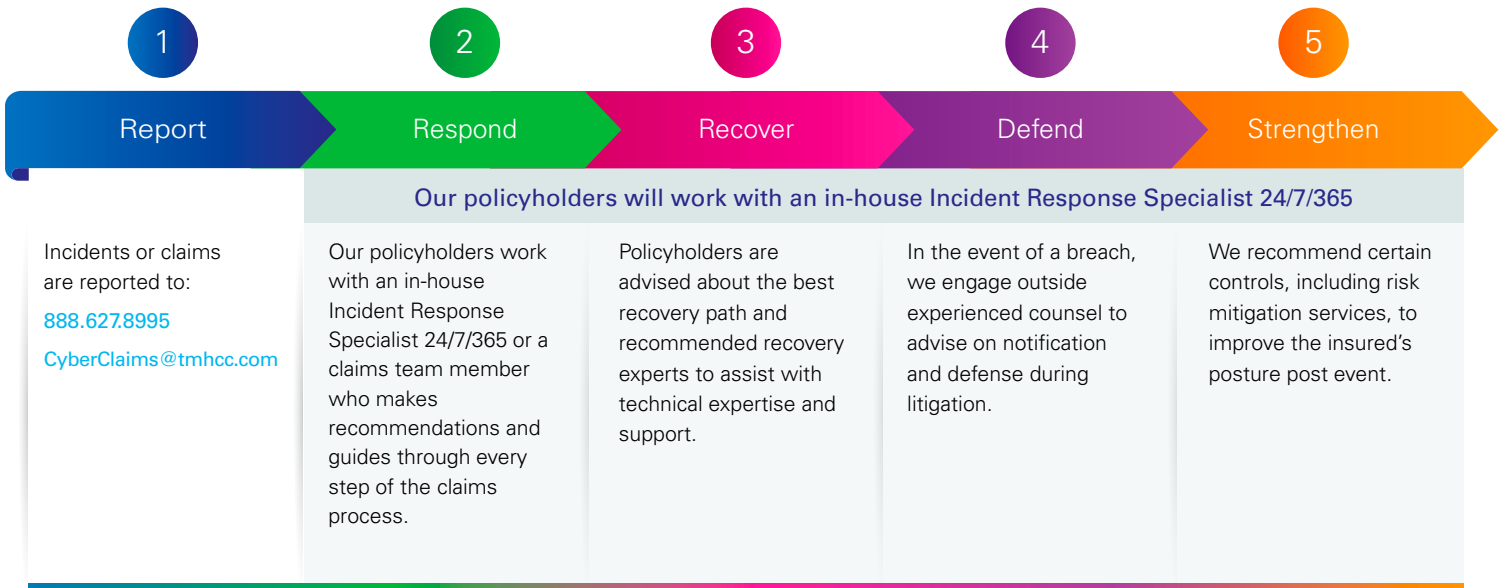 1
2
3
4
5
Report
Respond
Recover
Defend
Strengthen
Our policyholders will work with an in-house Incident Response Specialist 24/7/365
Incidents or claims
are reported to:
888.627.8995
CyberClaims@tmhcc.com
Our policyholders work
with an in-house
Incident Response
Specialist 24/7/365 or a
claims team member
who makes
recommendations and
guides through every
step of the claims
process.
Policyholders are
advised about the best
recovery path and
recommended recovery
experts to assist with
technical expertise and
support.
In the event of a breach,
we engage outside
experienced counsel to
advise on notification
and defense during
litigation.
We recommend certain
controls, including risk
mitigation services, to
improve the insured’s
posture post event.